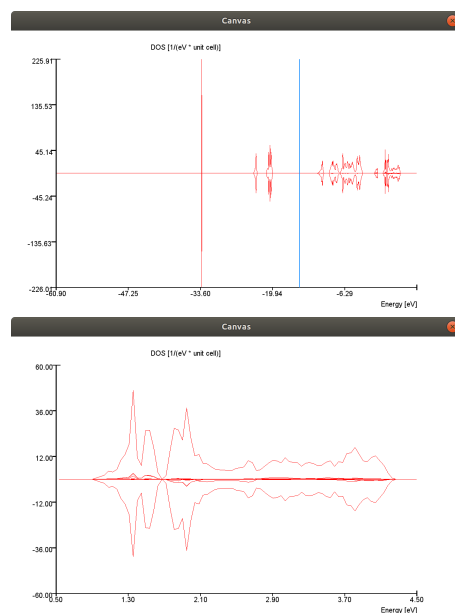 Canvas
DOS [1/(eV * unit cell)]
225.91
135.53
45.14
-45.24
-135.63
-226.01
-60.90 -47.25 -33.60 -19.94 -6.29
Energy [eV]
Canvas
DOS [1/(eV * unit cell)]
60.00
36.00
12.00
-12.00
-36.00
-60.00
0.50 1.30 2.10 2.90 3.70 4.50
Energy [eV]